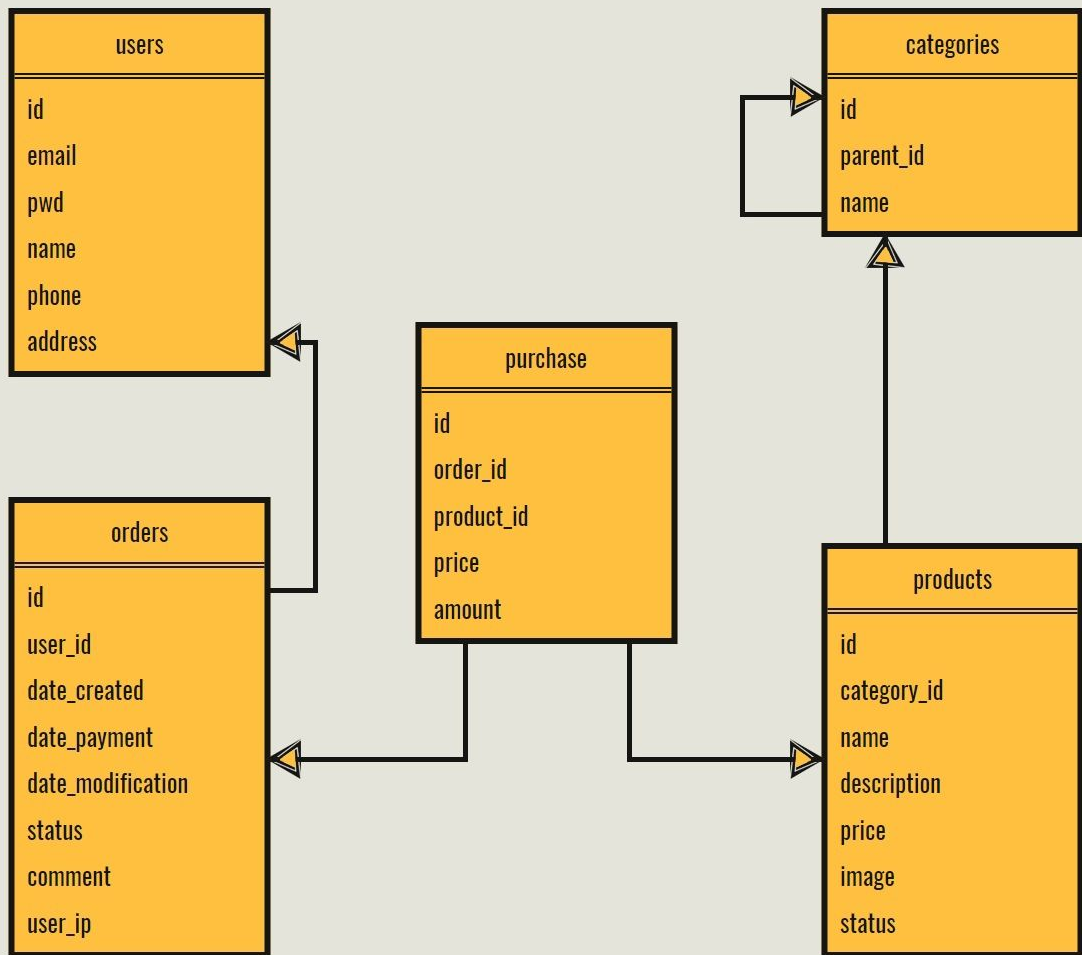 users
id
email
pwd
name
phone
address
categories
id
parent_id
name
purchase
id
order_id
product_id
price
amount
orders
id
user_id
date_created
date_payment
date_modification
status
comment
user_ip
products
id
category_id
name
description
price
image
status